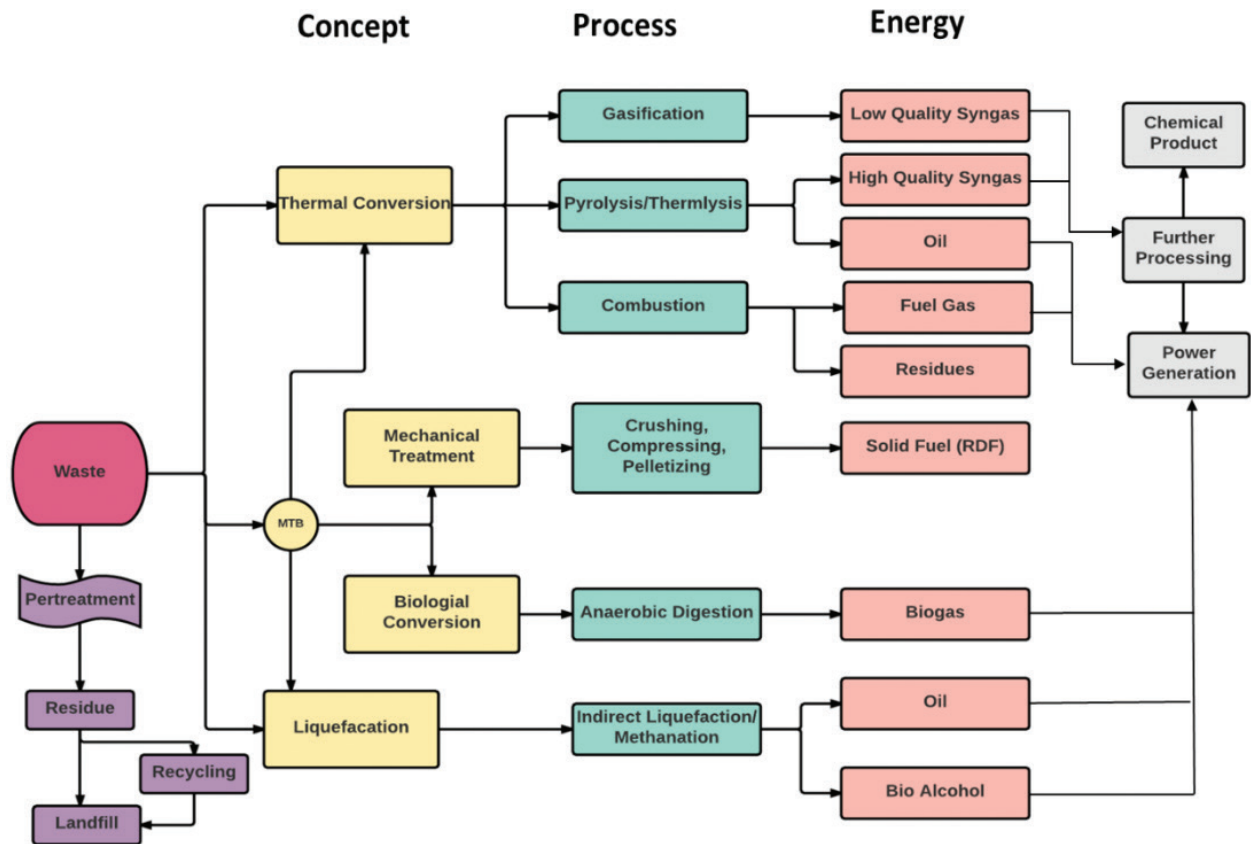 Concept
Process
Energy
Gasification
Low Quality Syngas
Chemical
Product
Thermal Conversion
Pyrolysis/Thermlysis
High Quality Syngas
Oil
Further
Processing
Combustion
Fuel Gas
Residues
Power
Generation
Waste
Mechanical
Treatment
Crushing,
Compressing,
Pelletizing
Solid Fuel (RDF)
MTB
Pertreatment
Biologial
Conversion
Anaerobic Digestion
Biogas
Residue
Liquefacation
Indirect Liquefaction/
Methanation
Oil
Recycling
Bio Alcohol
Landfill